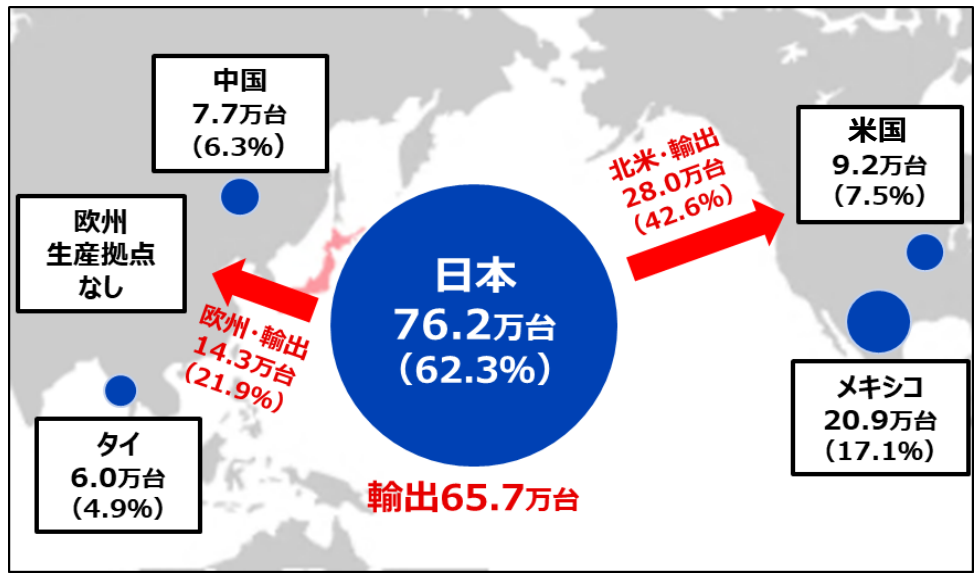 中国
7.7万台
(6.3%)
欧州
生産拠点
なし
欧州・輸出
14.3万台
(21.9%)
タイ
6.0万台
(4.9%)
日本
76.2万台
(62.3%)
輸出65.7万台
北米・輸出
28.0万台
(42.6%)
米国
9.2万台
(7.5%)
メキシコ
20.9万台
(17.1%)